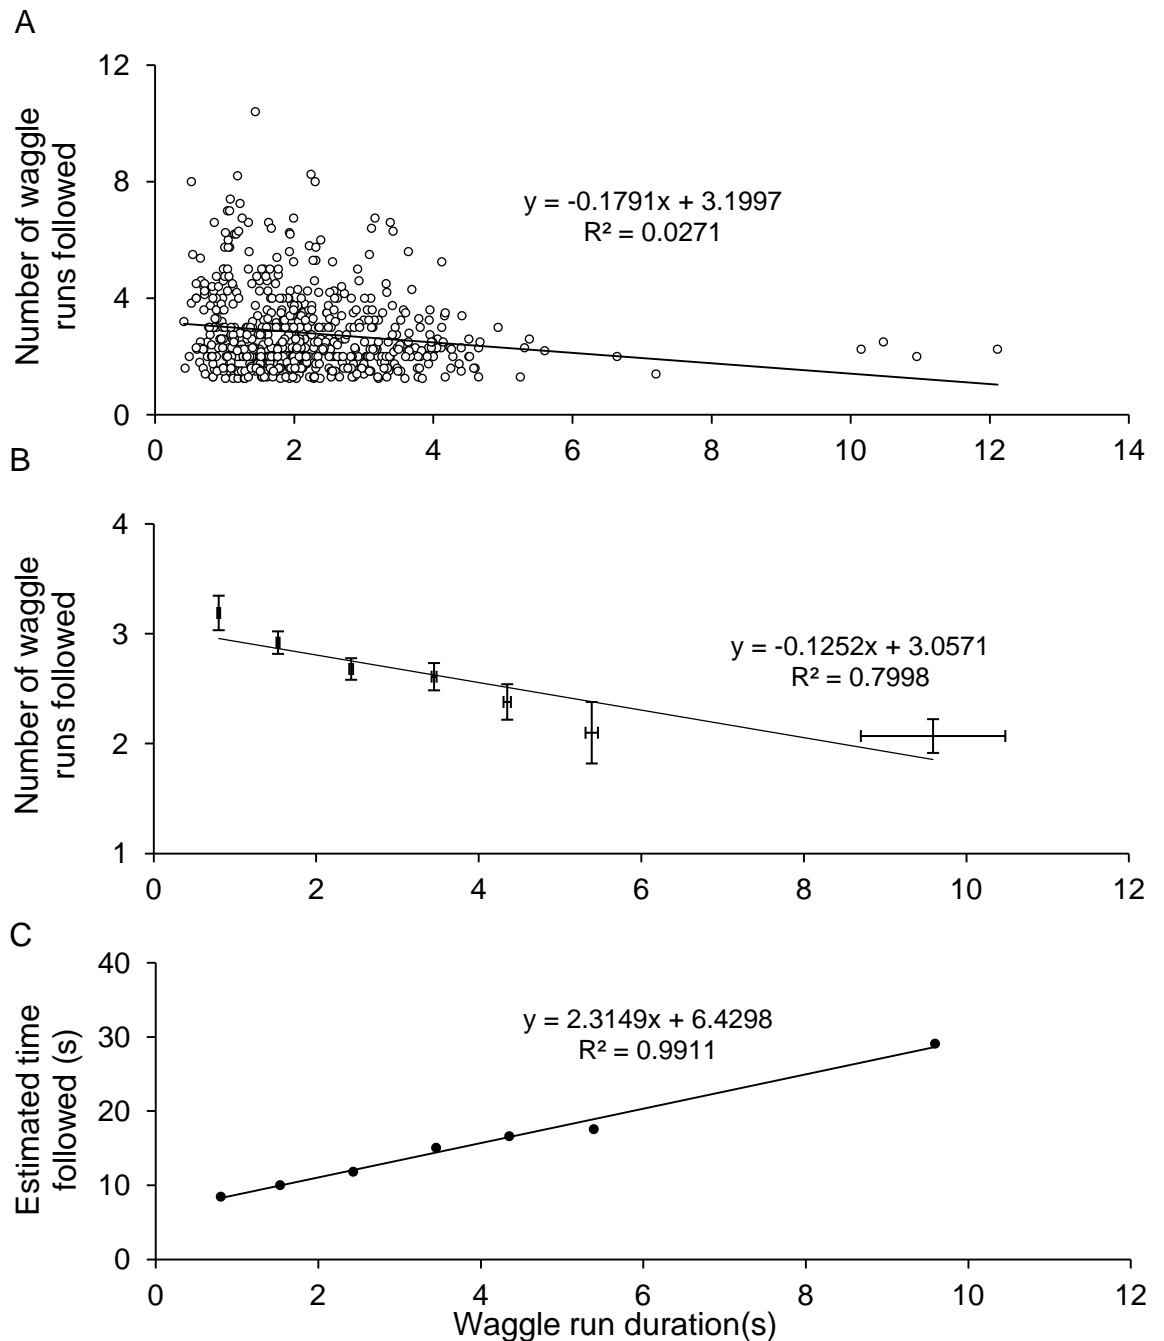 A
12
8
4
0
Number of waggle
runs followed
y = -0.1791x + 3.1997
R² = 0.0271
0 2 4 6 8 10 12 14
B
4
3
2
1
Number of waggle
runs followed
y = -0.1252x + 3.0571
R² = 0.7998
0 2 4 6 8 10 12
C
40
30
20
10
0
Estimated time
followed (s)
y = 2.3149x + 6.4298
R² = 0.9911
0 2 4 6 8 10 12
Waggle run duration(s)